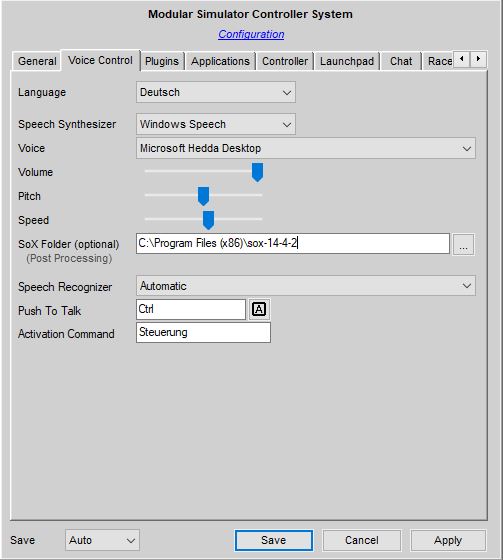 Modular Simulator Controller System
Configuration
General Voice Control Plugins Applications Controller Launchpad Chat Race
Language Deutsch
Speech Synthesizer Windows Speech
Voice Microsoft Hedda Desktop
Volume
Pitch
Speed
SoX Folder (optional) C:\Program Files (x86)\sox-14-4-2 ...
(Post Processing)
Speech Recognizer Automatic
Push To Talk Ctrl A
Activation Command Steuerung
Save Auto Save Cancel Apply